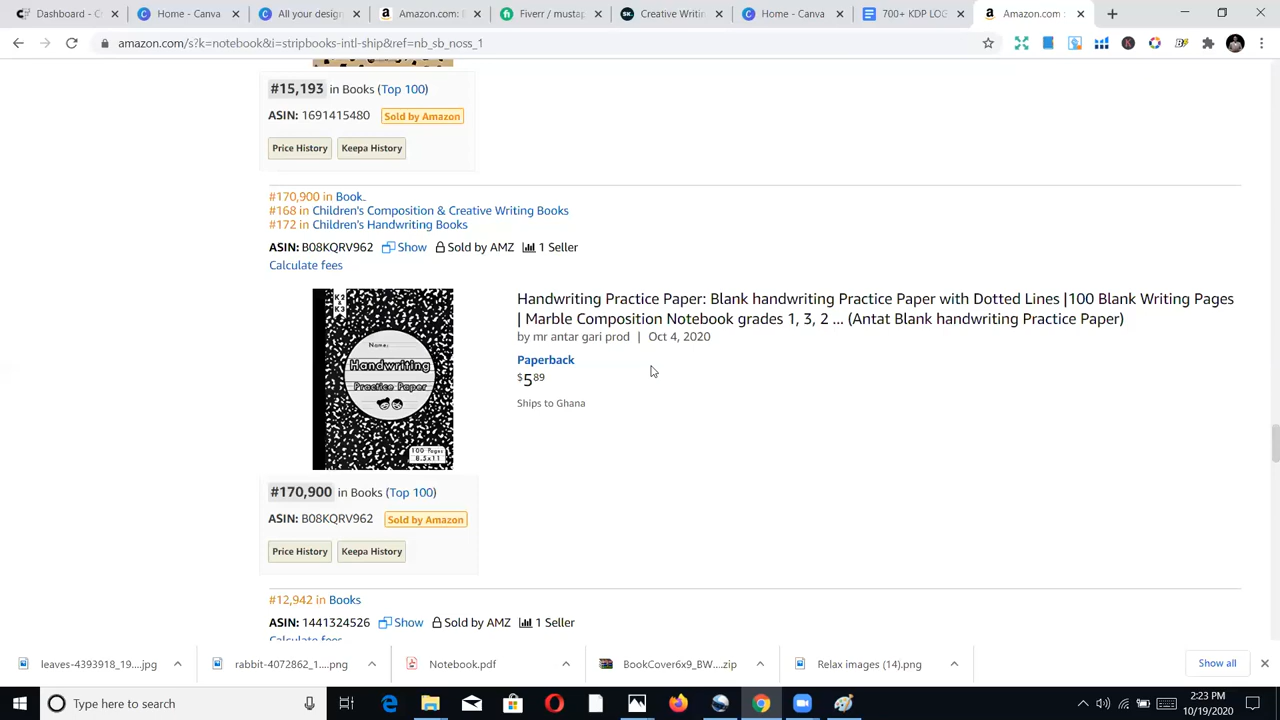 Dashboard - C
Home - Canva
All your design
Amazon.com: B
Fiverr / mustap
Creative Writin
Home - Canva
700+ KDP LOG
Amazon.com :
amazon.com/s?k=notebook&i=stripbooks-intl-ship&ref=nb_sb_noss_1
#15,193 in Books (Top 100)
ASIN: 1691415480 Sold by Amazon
Price History Keepa History
#170,900 in Book..
#168 in Children's Composition & Creative Writing Books
#172 in Children's Handwriting Books
ASIN: B08KQRV962 Show Sold by AMZ 1 Seller
Calculate fees
K2
K3
Name:
Handwriting
Practice Paper
100 Pages
8.5x11
Handwriting Practice Paper: Blank handwriting Practice Paper with Dotted Lines |100 Blank Writing Pages
| Marble Composition Notebook grades 1, 3, 2 ... (Antat Blank handwriting Practice Paper)
by mr antar gari prod | Oct 4, 2020
Paperback
$5 89
Ships to Ghana
#170,900 in Books (Top 100)
ASIN: B08KQRV962 Sold by Amazon
Price History Keepa History
#12,942 in Books
ASIN: 1441324526 Show Sold by AMZ 1 Seller
Calculate fees
leaves-4393918_19....jpg
rabbit-4072862_1....png
Notebook.pdf
BookCover6x9_BW....zip
Relax images (14).png
Show all
Type here to search
2:23 PM
10/19/2020